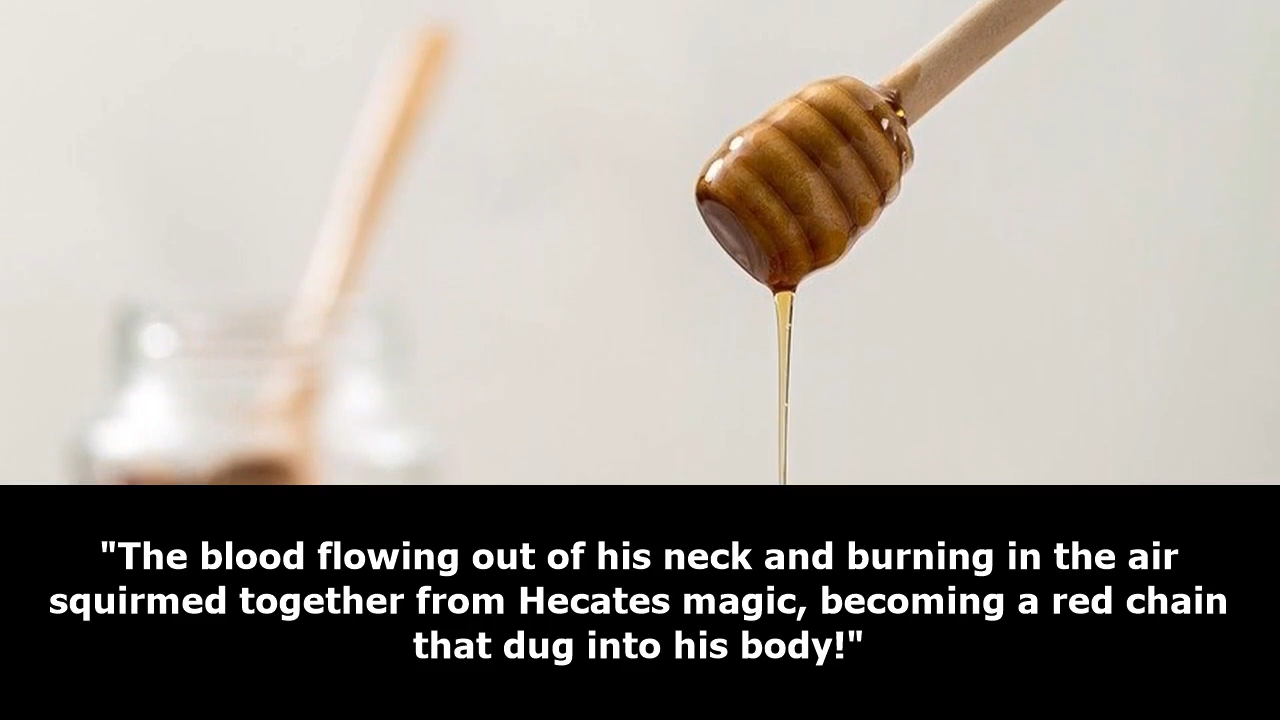 "The blood flowing out of his neck and burning in the air
squirmed together from Hecates magic, becoming a red chain
that dug into his body!"